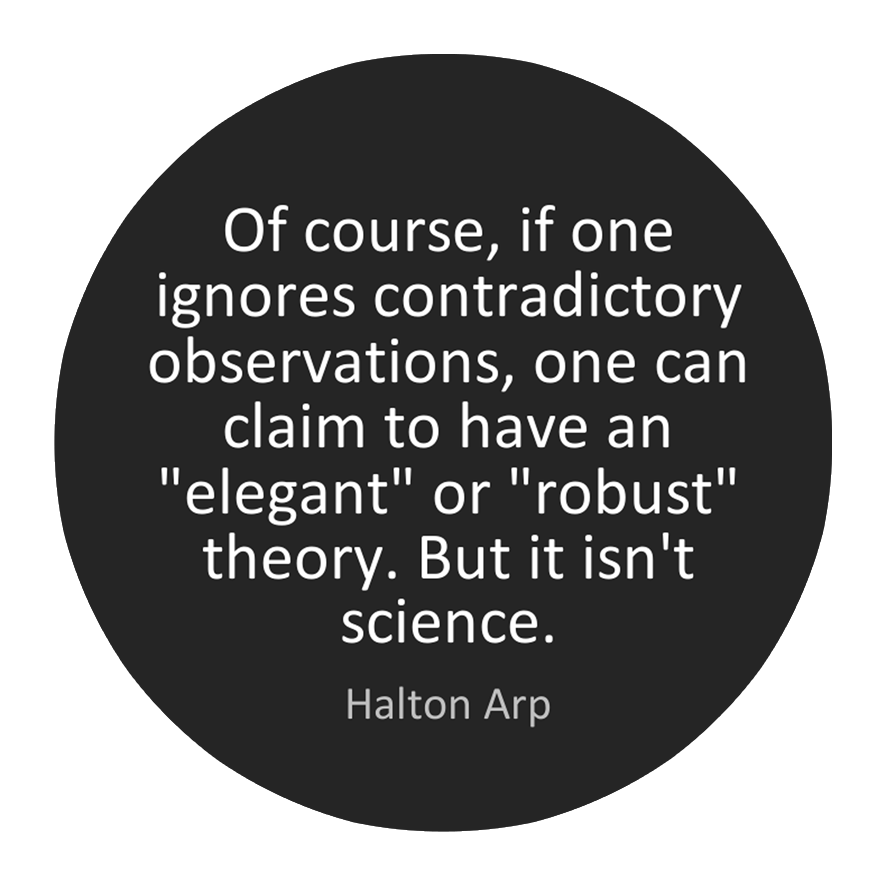 Of course, if one
ignores contradictory
observations, one can
claim to have an
"elegant" or "robust"
theory. But it isn't
science.
Halton Arp